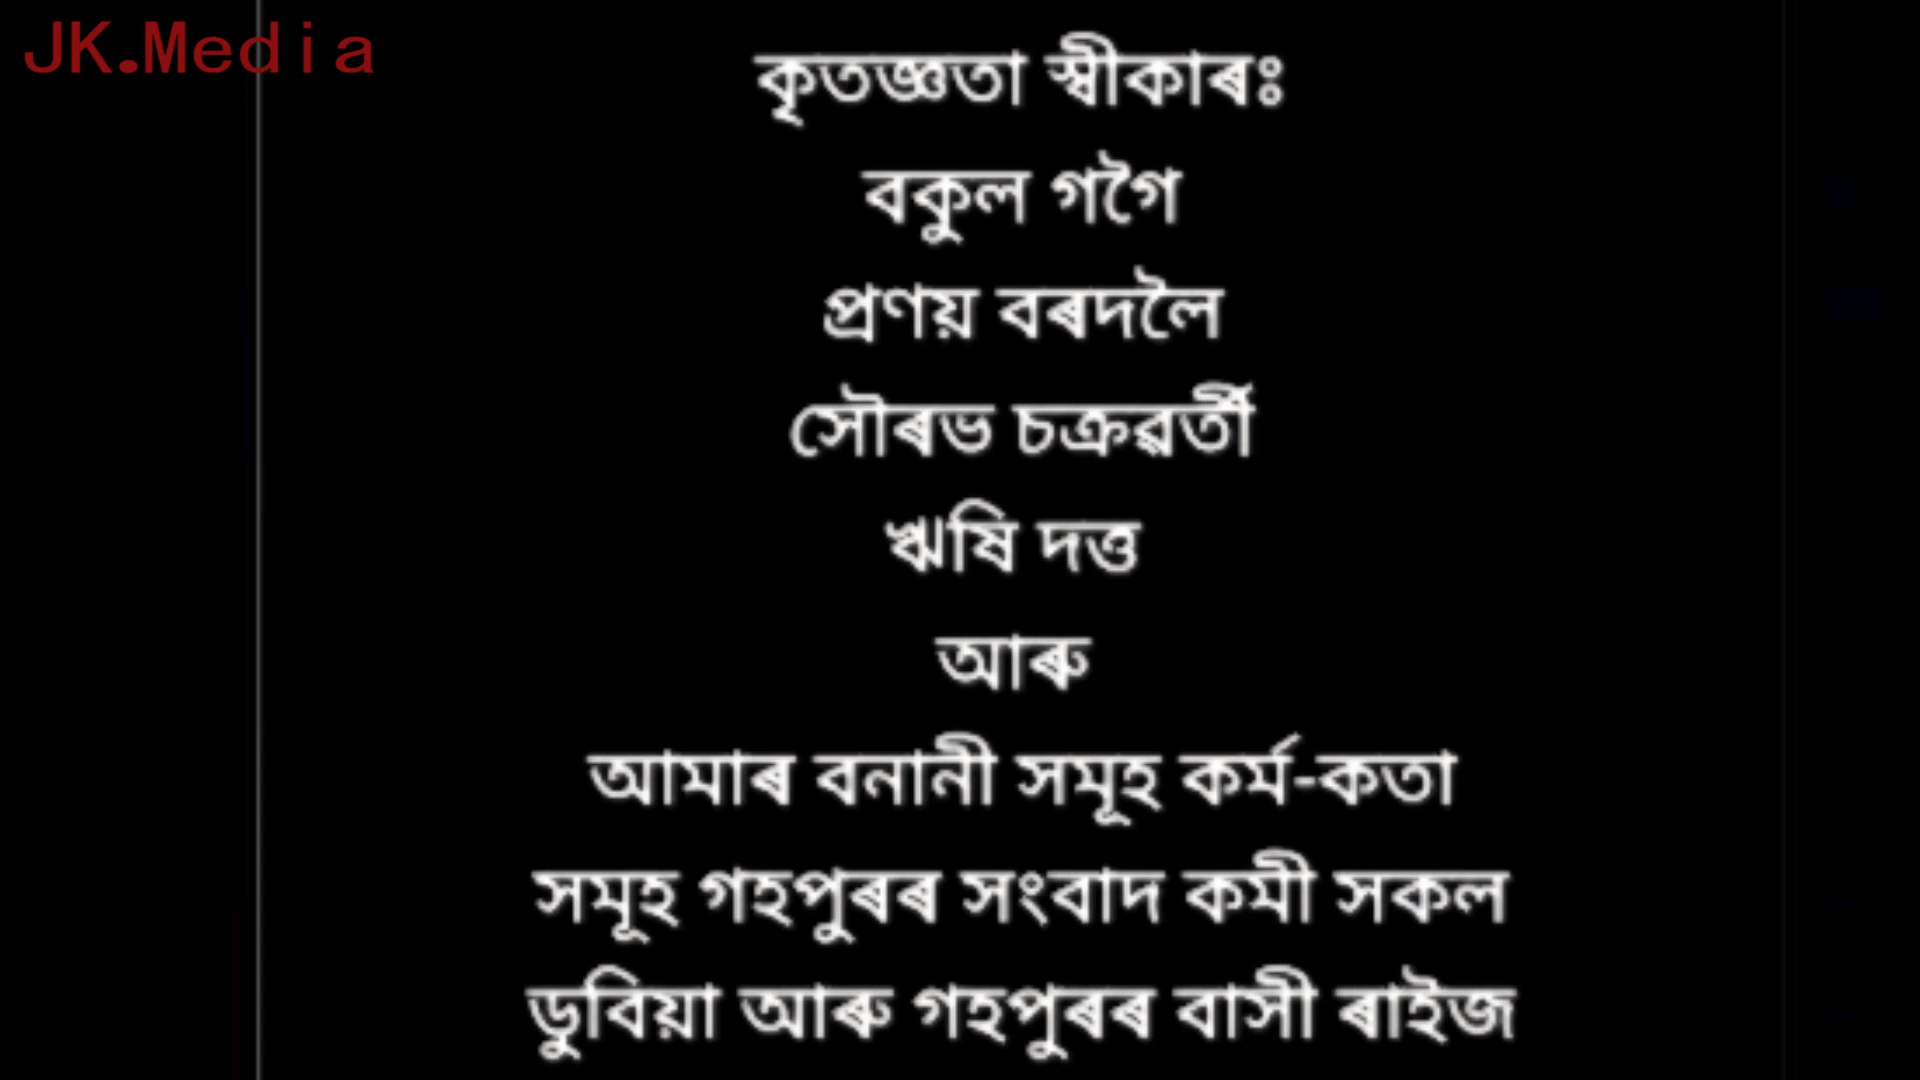 JK.Media
কৃতজ্ঞতা স্বীকাৰঃ
বকুল গগৈ
প্ৰণয় বৰদলৈ
সৌৰভ চক্ৰৱৰ্তী
ঋষি দত্ত
আৰু
আমাৰ বনানী সমূহ কৰ্ম-কতা
সমূহ গহপুৰৰ সংবাদ কমী সকল
ডুবিয়া আৰু গহপুৰৰ বাসী ৰাইজ